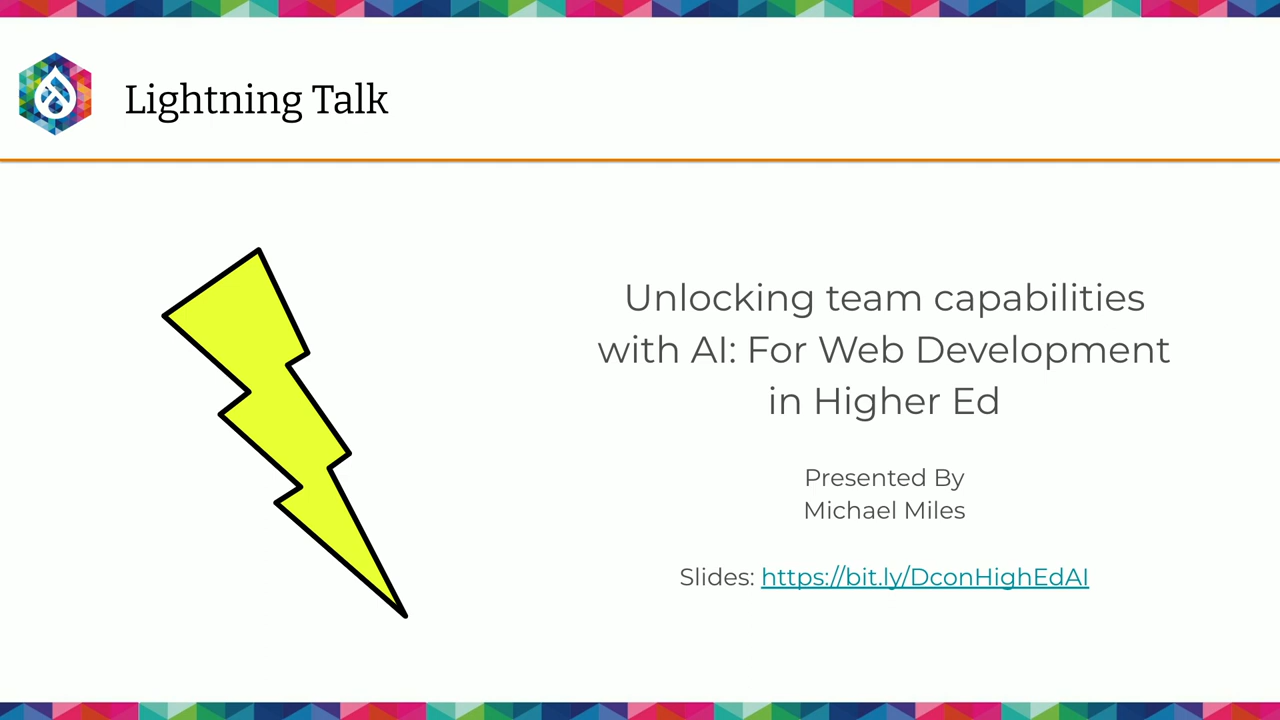 Lightning Talk
Unlocking team capabilities
with AI: For Web Development
in Higher Ed
Presented By
Michael Miles
Slides: https://bit.ly/DconHighEdAI